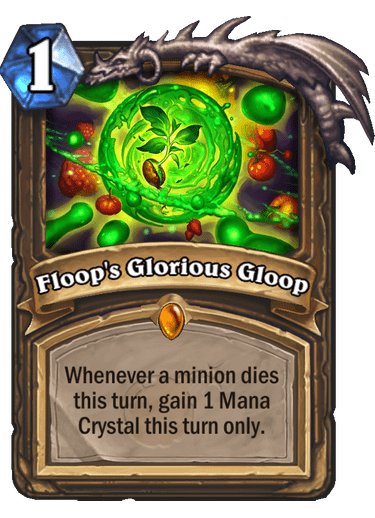 1
Floop's Glorious Gloop
Whenever a minion dies
this turn, gain 1 Mana
Crystal this turn only.